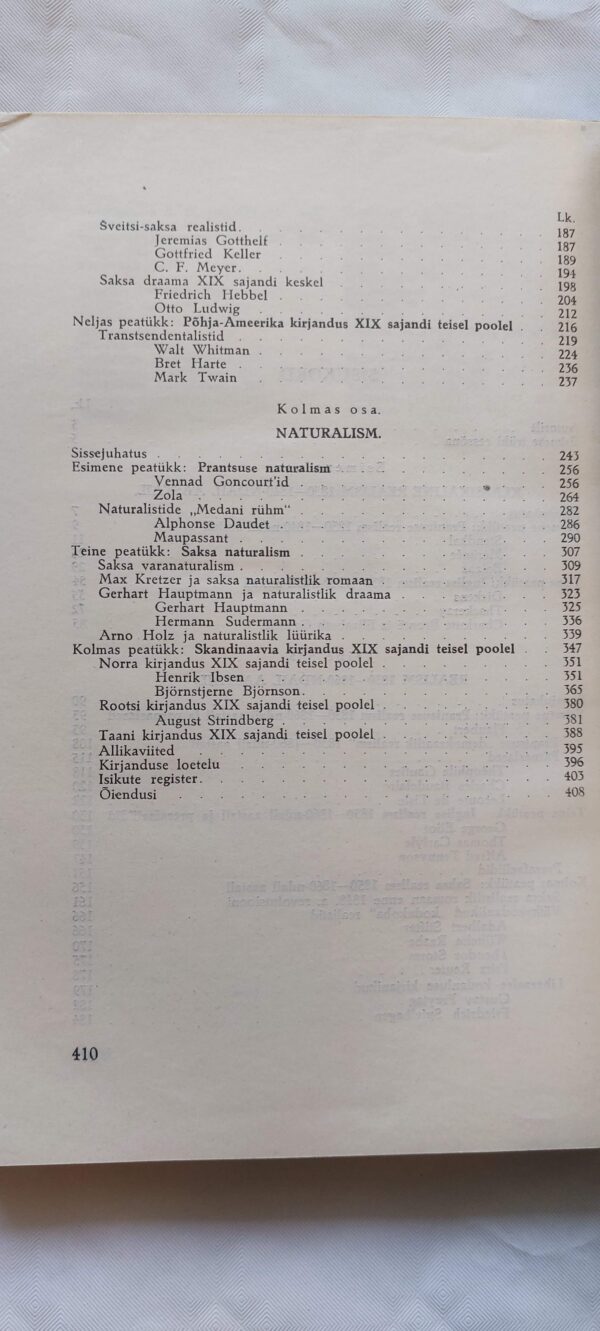 Lk.
Šveitsi-saksa realistid. . . . . . . . . . . . 187
Jeremias Gotthelf . . . . . . . . . . . 187
Gottfried Keller . . . . . . . . . . . 189
C. F. Meyer. . . . . . . . . . . . 194
Saksa draama XIX sajandi keskel . . . . . . . . 198
Friedrich Hebbel . . . . . . . . . . . 204
Otto Ludwig . . . . . . . . . . . . 212
Neljas peatükk: Põhja-Ameerika kirjandus XIX sajandi teisel poolel . . 216
Transtsendentalistid . . . . . . . . . . . . 219
Walt Whitman . . . . . . . . . . . . 224
Bret Harte . . . . . . . . . . . . 236
Mark Twain . . . . . . . . . . . . 237
Kolmas osa.
NATURALISM.
Sissejuhatus . . . . . . . . . . . . . . 243
Esimene peatükk: Prantsuse naturalism . . . . . . . . 256
Vennad Goncourt'id . . . . . . . . . . 256
Zola . . . . . . . . . . . . . . 264
Naturalistide „Medani rühm“ . . . . . . . . . . 282
Alphonse Daudet . . . . . . . . . . . 286
Maupassant . . . . . . . . . . . . 290
Teine peatükk: Saksa naturalism . . . . . . . . . . 307
Saksa varanaturalism . . . . . . . . . . . . 309
Max Kretzer ja saksa naturalistlik romaan . . . . . . . 317
Gerhart Hauptmann ja naturalistlik draama . . . . . . 323
Gerhart Hauptmann . . . . . . . . . . 325
Hermann Sudermann . . . . . . . . . . 336
Arno Holz ja naturalistlik lüürika . . . . . . . . 339
Kolmas peatükk: Skandinaavia kirjandus XIX sajandi teisel poolel . . 347
Norra kirjandus XIX sajandi teisel poolel . . . . . . . 351
Henrik Ibsen . . . . . . . . . . . . 351
Björnstjerne Björnson. . . . . . . . . . 365
Rootsi kirjandus XIX sajandi teisel poolel . . . . . . . 380
August Strindberg . . . . . . . . . . . 381
Taani kirjandus XIX sajandi teisel poolel . . . . . . . 388
Allikaviited . . . . . . . . . . . . . 395
Kirjanduse loetelu . . . . . . . . . . . . 396
Isikute register. . . . . . . . . . . . . 403
Õiendusi . . . . . . . . . . . . . . 408
410